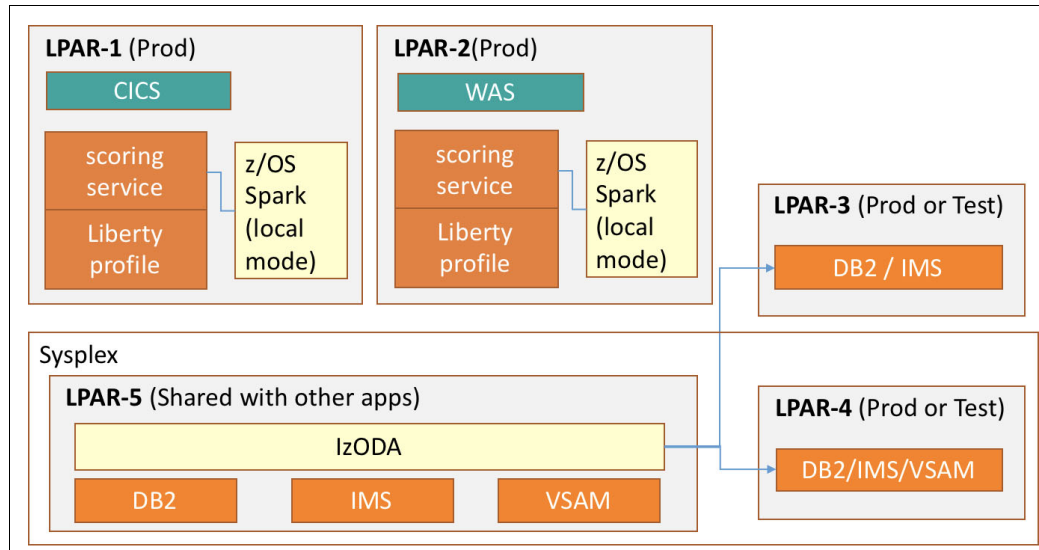 LPAR-1 (Prod)
CICS
scoring
service
Liberty
profile
z/OS
Spark
(local
mode)
LPAR-2(Prod)
WAS
scoring
service
Liberty
profile
z/OS
Spark
(local
mode)
LPAR-3 (Prod or Test)
DB2 / IMS
Sysplex
LPAR-5 (Shared with other apps)
IzODA
DB2
IMS
VSAM
LPAR-4 (Prod or Test)
DB2/IMS/VSAM